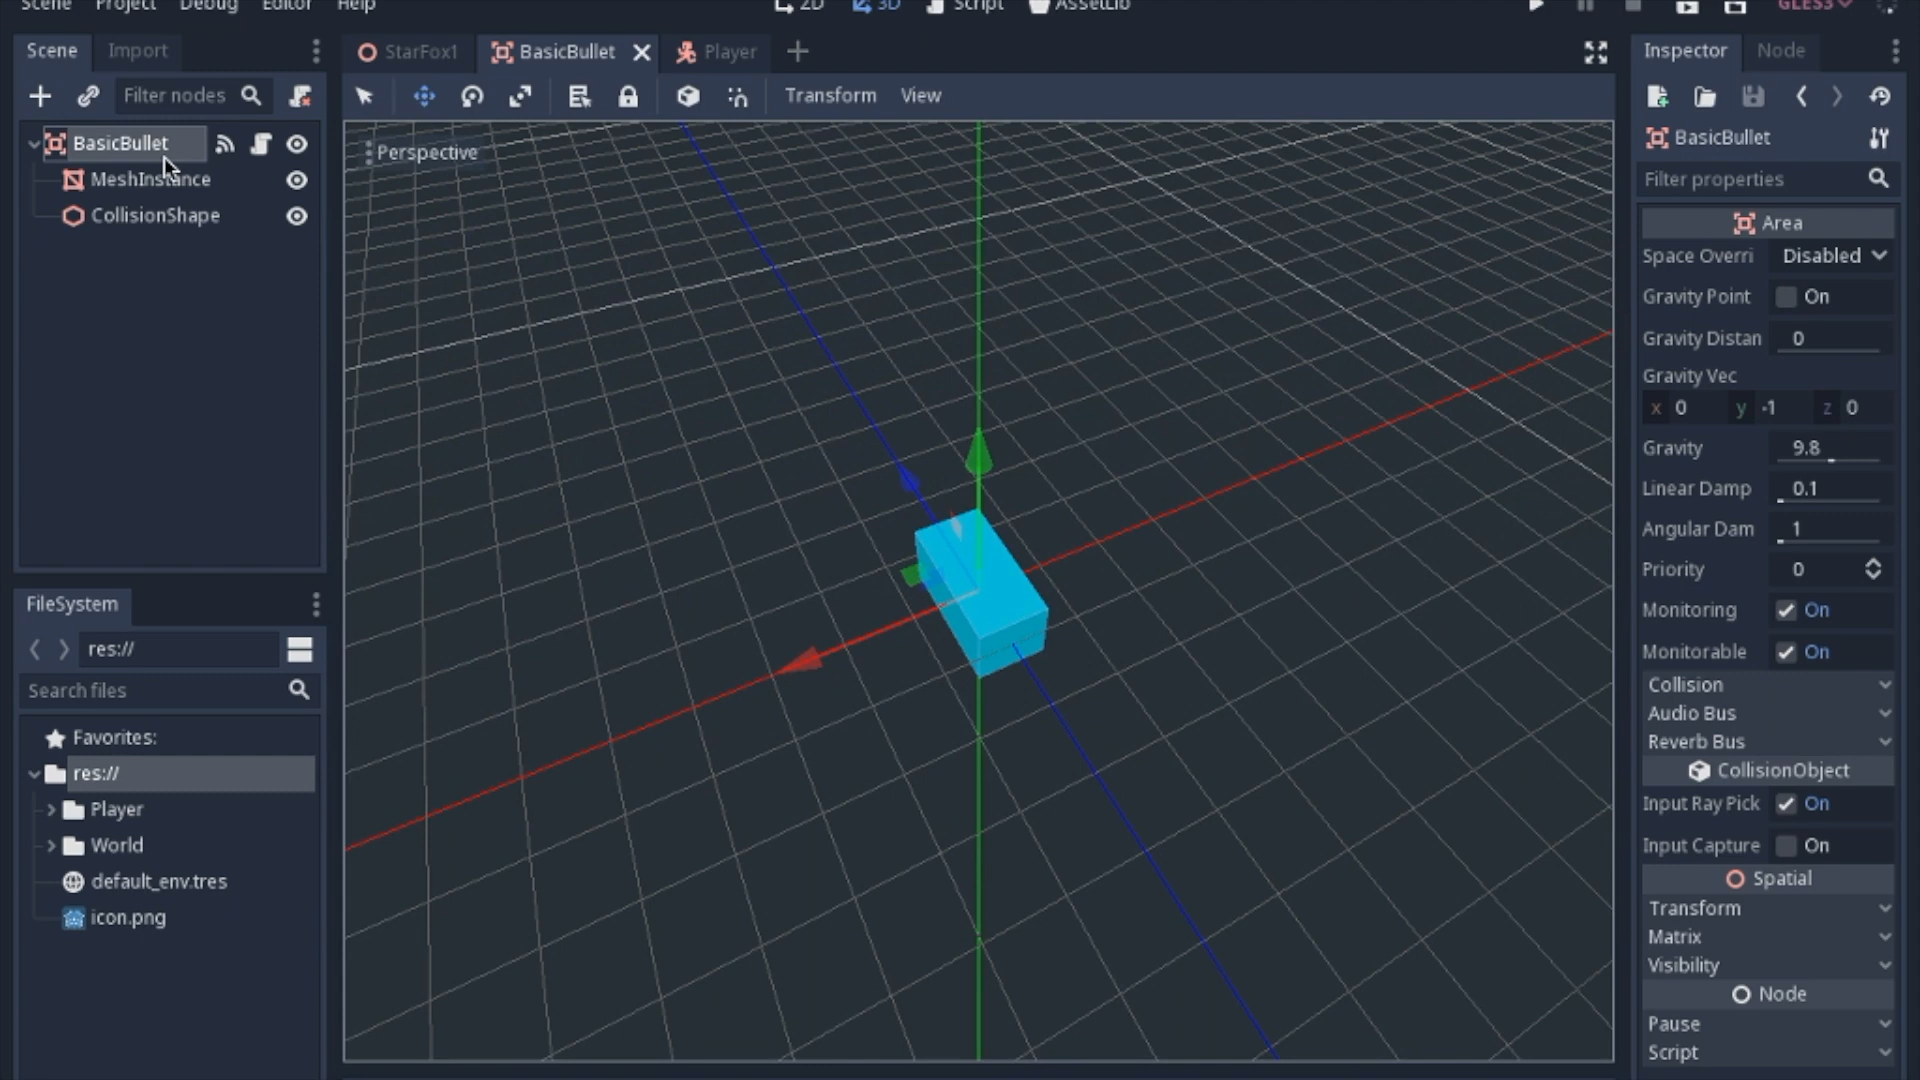 Scene Project Debug Editor Help
2D 3D Script AssetLib
GLES3
Scene Import
StarFox1 BasicBullet Player
Inspector Node
Filter nodes
Transform View
BasicBullet
MeshInstance
CollisionShape
Perspective
BasicBullet
Filter properties
Area
Space Overri Disabled
Gravity Point On
Gravity Distan 0
Gravity Vec
x 0 y -1 z 0
Gravity 9.8
Linear Damp 0.1
Angular Dam 1
Priority 0
Monitoring On
Monitorable On
Collision
Audio Bus
Reverb Bus
CollisionObject
Input Ray Pick On
Input Capture On
Spatial
Transform
Matrix
Visibility
Node
Pause
Script
FileSystem
res://
Search files
Favorites:
res://
Player
World
default_env.tres
icon.png